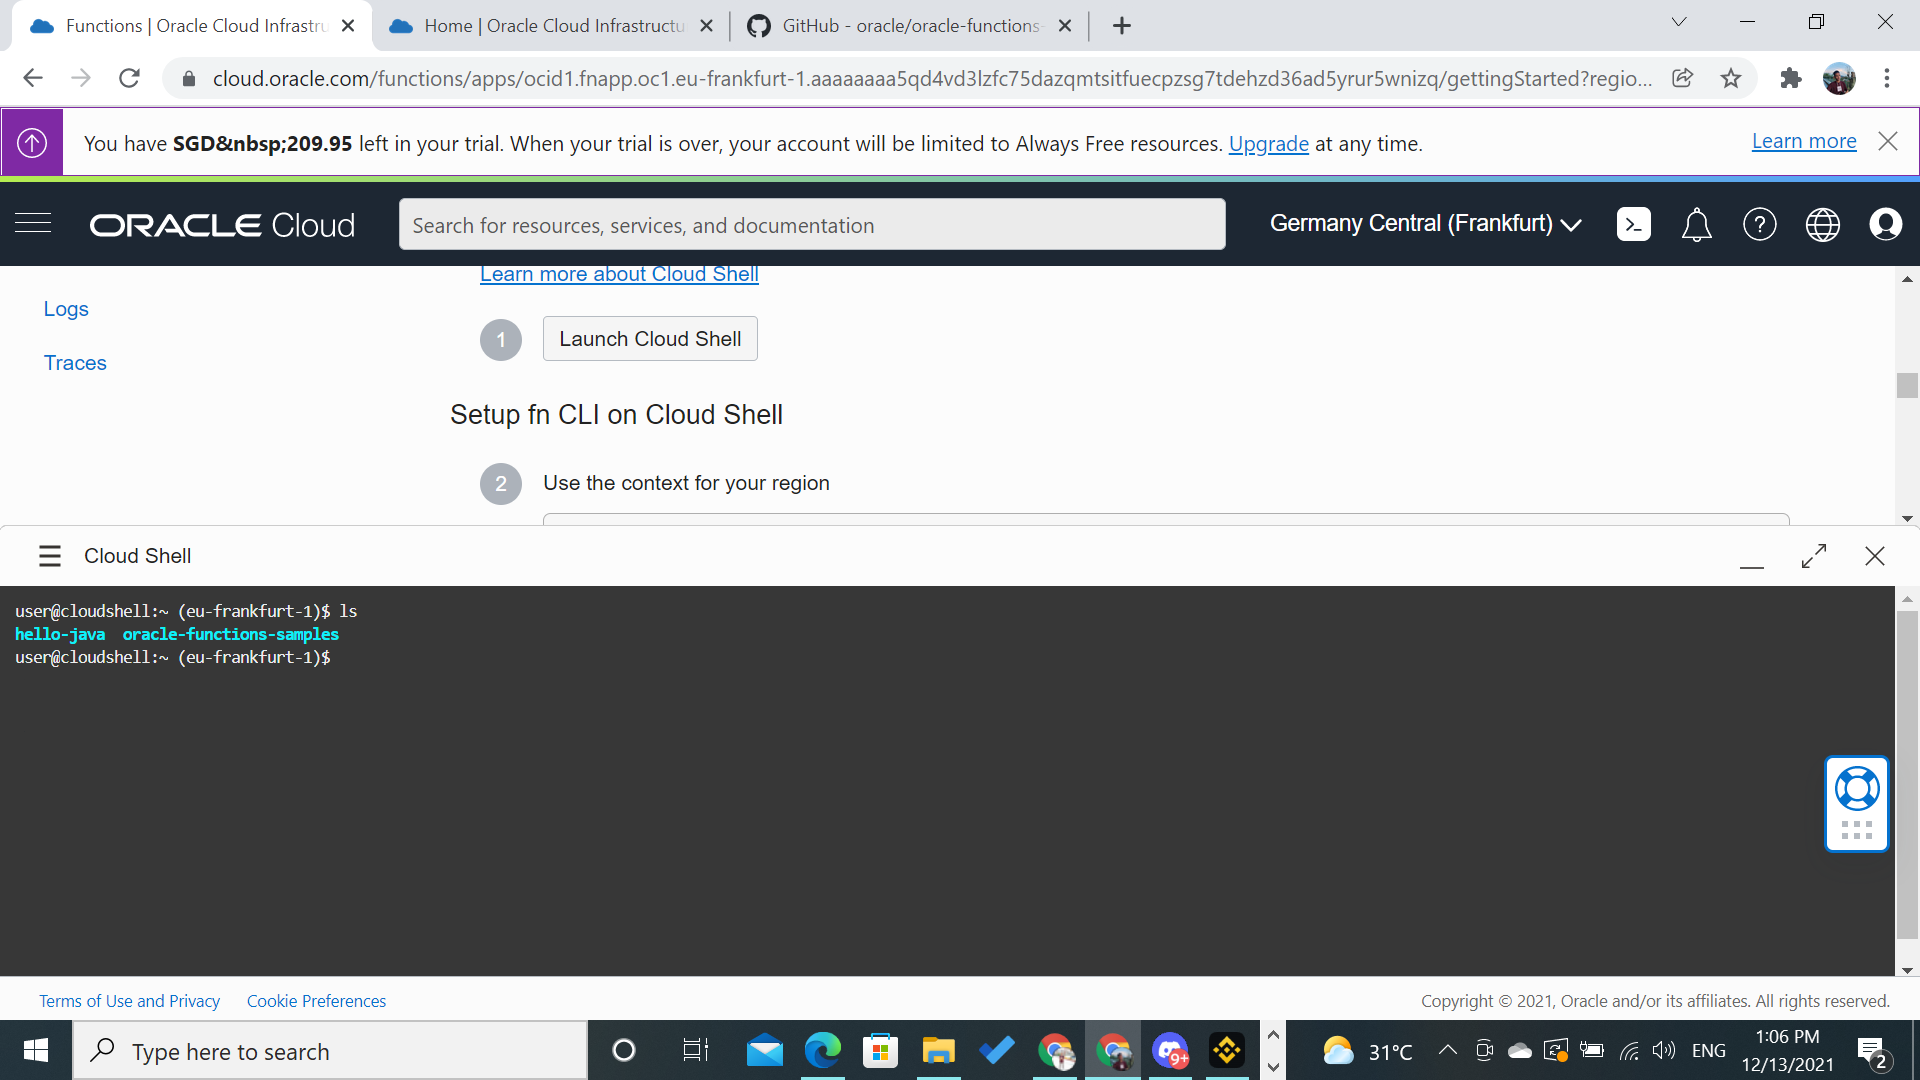 Functions | Oracle Cloud Infrastru
Home | Oracle Cloud Infrastructu
GitHub - oracle/oracle-functions-
cloud.oracle.com/functions/apps/ocid1.fnapp.oc1.eu-frankfurt-1.aaaaaaaa5qd4vd3lzfc75dazqmtsitfuecpzsg7tdehzd36ad5yrur5wnizq/gettingStarted?regio...
You have SGD&nbsp;209.95 left in your trial. When your trial is over, your account will be limited to Always Free resources. Upgrade at any time.
Learn more
ORACLE Cloud
Search for resources, services, and documentation
Germany Central (Frankfurt)
Learn more about Cloud Shell
Logs
Traces
1
Launch Cloud Shell
Setup fn CLI on Cloud Shell
2
Use the context for your region
Cloud Shell
user@cloudshell:~ (eu-frankfurt-1)$ ls
hello-java  oracle-functions-samples
user@cloudshell:~ (eu-frankfurt-1)$
Terms of Use and Privacy
Cookie Preferences
Copyright © 2021, Oracle and/or its affiliates. All rights reserved.
Type here to search
9+
31°C
ENG
1:06 PM
12/13/2021
2